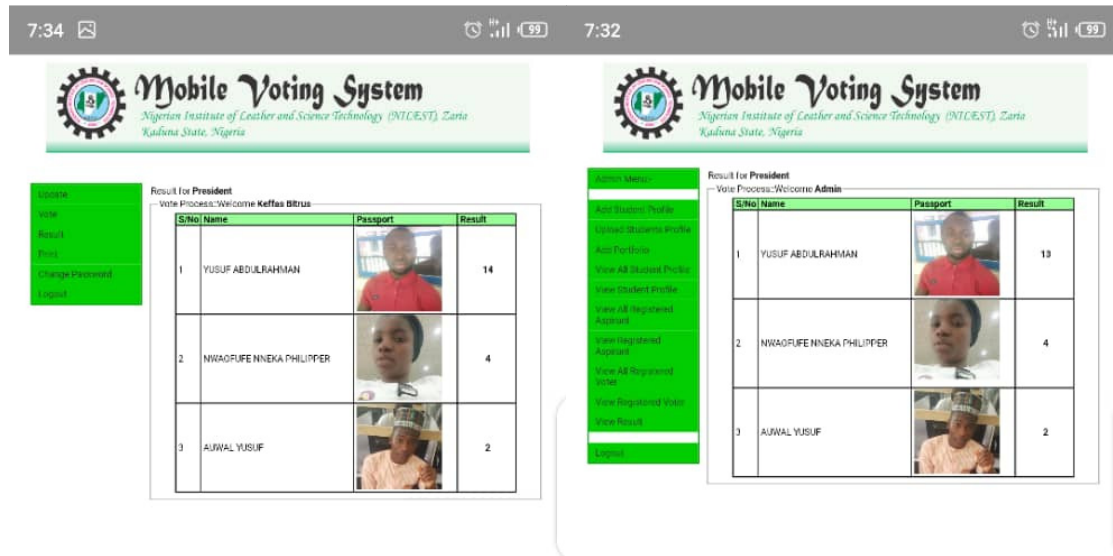 7:34
H+
99
Mobile Voting System
Nigerian Institute of Leather and Science Technology (NILEST), Zaria
Kaduna State, Nigeria
Update
Vote
Result
Print
Change Password
Logout
Result for President
Vote Process::Welcome Keffas Bitrus
S/No Name Passport Result
1 YUSUF ABDULRAHMAN 14
2 NWAOFUFE NNEKA PHILIPPER 4
3 AUWAL YUSUF 2
7:32
H+
99
Mobile Voting System
Nigerian Institute of Leather and Science Technology (NILEST), Zaria
Kaduna State, Nigeria
Admin Menu:-
Add Student Profile
Upload Students Profile
Add Portfolio
View All Student Profile
View Student Profile
View All Registered
Aspirant
View Registered
Aspirant
View All Registered
Voter
View Registered Voter
View Result
Logout
Result for President
Vote Process::Welcome Admin
S/No Name Passport Result
1 YUSUF ABDULRAHMAN 13
2 NWAOFUFE NNEKA PHILIPPER 4
3 AUWAL YUSUF 2